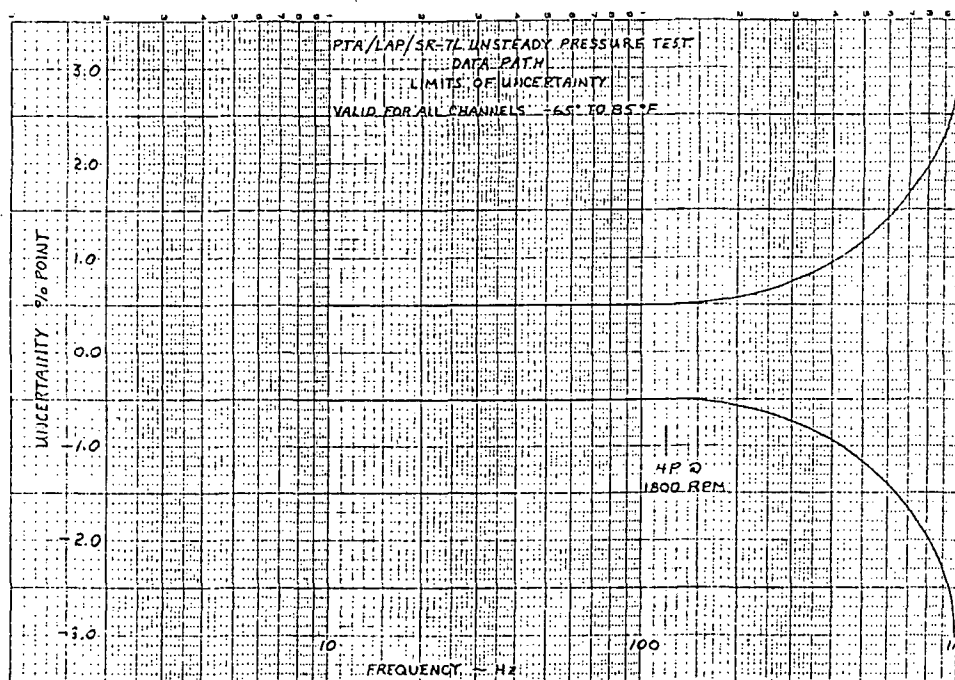 PTA/LAP/SR-7L UNSTEADY PRESSURE TEST
DATA PATH
LIMITS OF UNCERTAINTY
VALID FOR ALL CHANNELS -65° TO 85°F
3.0
2.0
1.0
0.0
-1.0
-2.0
-3.0
UNCERTAINTY % POINT
4P @
1800 RPM
10
100
FREQUENCY ~ HZ